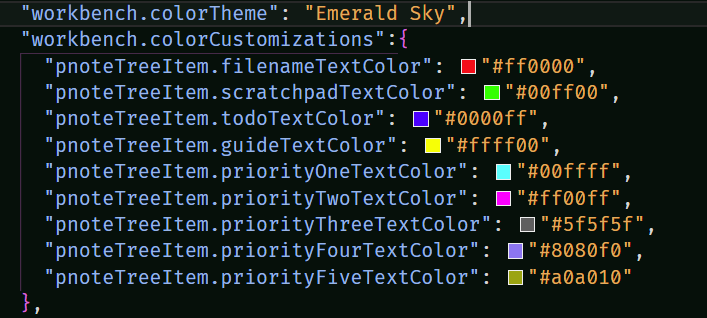 "workbench.colorTheme": "Emerald Sky",
"workbench.colorCustomizations":{
"pnoteTreeItem.filenameTextColor": "#ff0000",
"pnoteTreeItem.scratchpadTextColor": "#00ff00",
"pnoteTreeItem.todoTextColor": "#0000ff",
"pnoteTreeItem.guideTextColor": "#ffff00",
"pnoteTreeItem.priorityOneTextColor": "#00ffff",
"pnoteTreeItem.priorityTwoTextColor": "#ff00ff",
"pnoteTreeItem.priorityThreeTextColor": "#5f5f5f",
"pnoteTreeItem.priorityFourTextColor": "#8080f0",
"pnoteTreeItem.priorityFiveTextColor": "#a0a010"
},